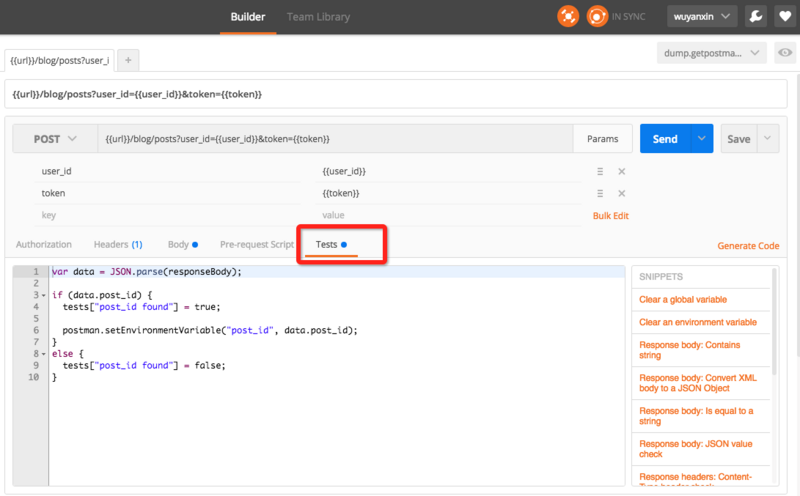 Builder Team Library
IN SYNC
wuyanxin
{{url}}/blog/posts?user_i
+
dump.getpostma...
{{url}}/blog/posts?user_id={{user_id}}&token={{token}}
POST {{url}}/blog/posts?user_id={{user_id}}&token={{token}} Params Send Save
user_id {{user_id}}
token {{token}}
key value Bulk Edit
Authorization Headers (1) Body Pre-request Script Tests Generate Code
1 var data = JSON.parse(responseBody);
2
3 if (data.post_id) {
4 tests["post_id found"] = true;
5
6 postman.setEnvironmentVariable("post_id", data.post_id);
7 }
8 else {
9 tests["post_id found"] = false;
10 }
SNIPPETS
Clear a global variable
Clear an environment variable
Response body: Contains
string
Response body: Convert XML
body to a JSON Object
Response body: Is equal to a
string
Response body: JSON value
check
Response headers: Content-
Type header check